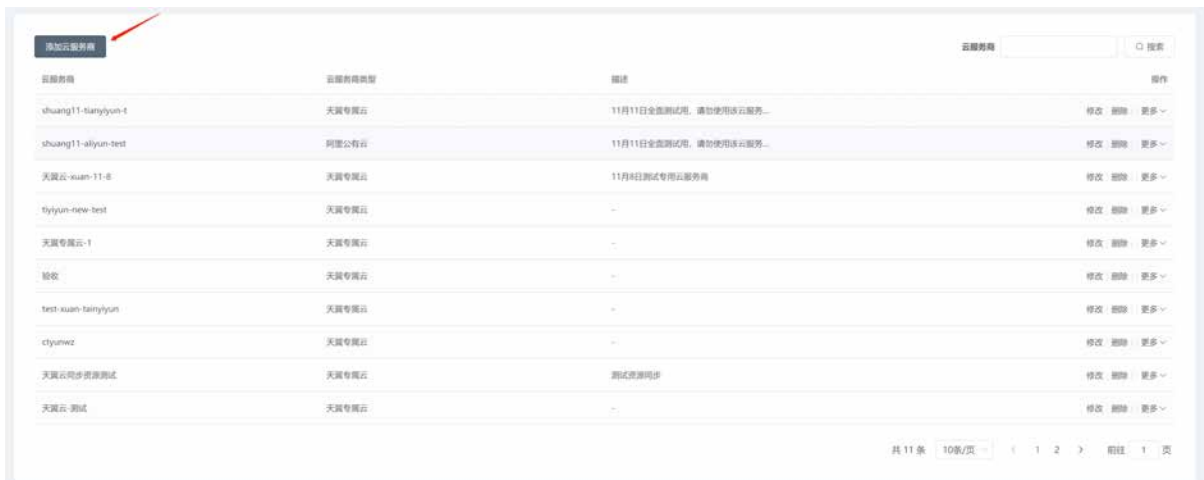 添加云服务商
云服务商
搜索
云服务商 云服务商类型 描述 操作
shuang11-tianyiyun-t 天翼专属云 11月11日全面测试用，请勿使用该云服务... 修改 删除 更多
shuang11-aliyun-test 阿里公有云 11月11日全面测试用，请勿使用该云服务... 修改 删除 更多
天翼云-xuan-11-8 天翼专属云 11月8日测试专用云服务商 修改 删除 更多
tiyiyun-new-test 天翼专属云 - 修改 删除 更多
天翼专属云-1 天翼专属云 - 修改 删除 更多
验收 天翼专属云 - 修改 删除 更多
test-xuan-tainyiyun 天翼专属云 - 修改 删除 更多
ctyunwz 天翼专属云 - 修改 删除 更多
天翼云同步资源测试 天翼专属云 测试资源同步 修改 删除 更多
天翼云-测试 天翼专属云 - 修改 删除 更多
共 11 条 10条/页 1 2 前往 1 页